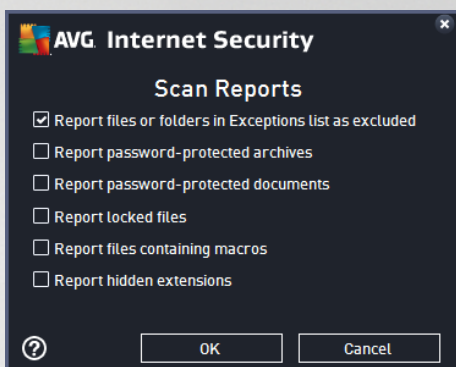 AVG Internet Security
Scan Reports
Report files or folders in Exceptions list as excluded
Report password-protected archives
Report password-protected documents
Report locked files
Report files containing macros
Report hidden extensions
? OK Cancel